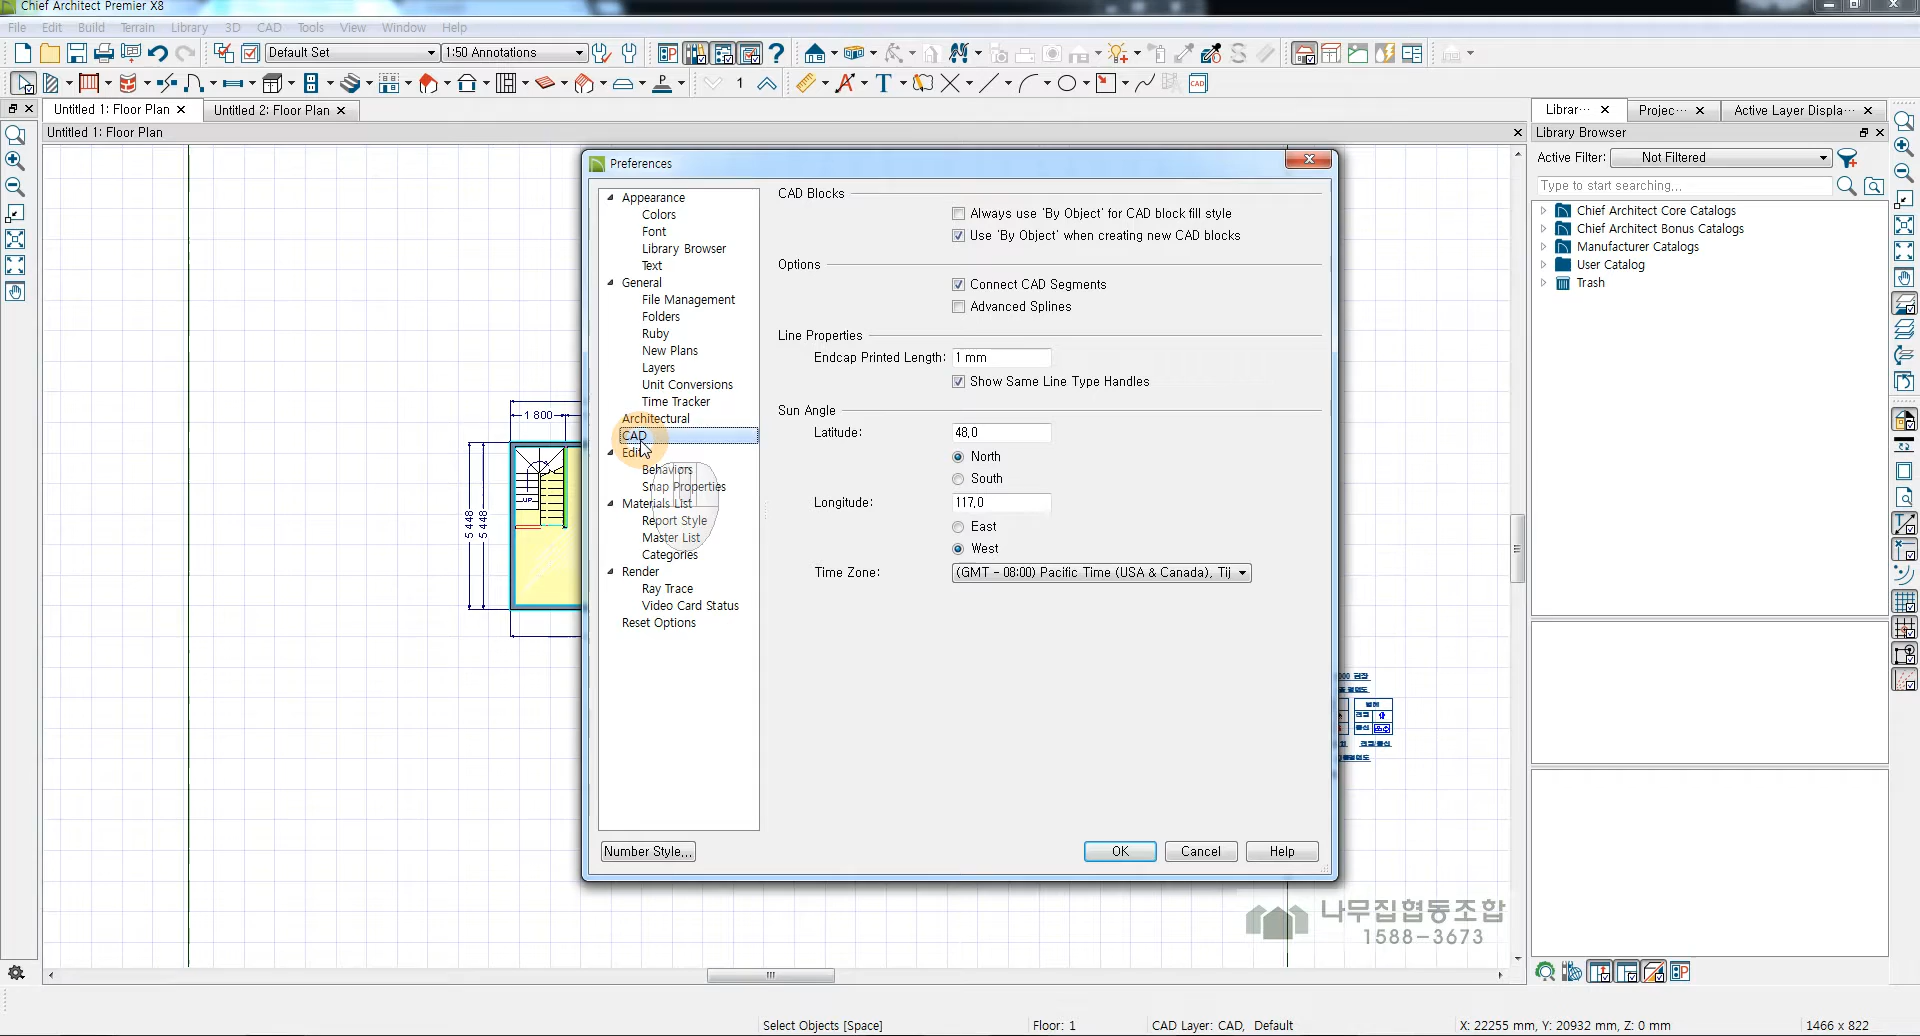 Chief Architect Premier X8
File Edit Build Terrain Library 3D CAD Tools View Window Help
Default Set 1:50 Annotations
1
Untitled 1: Floor Plan Untitled 2: Floor Plan
Untitled 1: Floor Plan
Librar··· Projec··· Active Layer Displa···
Library Browser
Active Filter: Not Filtered
Type to start searching...
Chief Architect Core Catalogs
Chief Architect Bonus Catalogs
Manufacturer Catalogs
User Catalog
Trash
Preferences
Appearance
Colors
Font
Library Browser
Text
General
File Management
Folders
Ruby
New Plans
Layers
Unit Conversions
Time Tracker
Architectural
CAD
Edit
Behaviors
Snap Properties
Materials List
Report Style
Master List
Categories
Render
Ray Trace
Video Card Status
Reset Options
CAD Blocks
Always use 'By Object' for CAD block fill style
Use 'By Object' when creating new CAD blocks
Options
Connect CAD Segments
Advanced Splines
Line Properties
Endcap Printed Length: 1 mm
Show Same Line Type Handles
Sun Angle
Latitude: 48.0
North
South
Longitude: 117.0
East
West
Time Zone: (GMT - 08:00) Pacific Time (USA & Canada), Tij
Number Style...
OK Cancel Help
1 800
5 448
5 448
UP
나무집협동조합
1588-3673
Select Objects [Space] Floor: 1 CAD Layer: CAD, Default X: 22255 mm, Y: 20932 mm, Z: 0 mm 1466 x 822